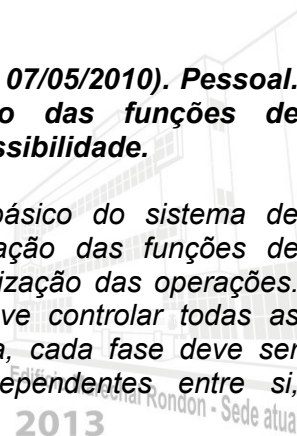 07/05/2010). Pessoal.
o das funções de
ssibilidade.
básico do sistema de
ação das funções de
ização das operações.
ve controlar todas as
a, cada fase deve ser
ependentes entre si,
Rondon - Sede atua
2013